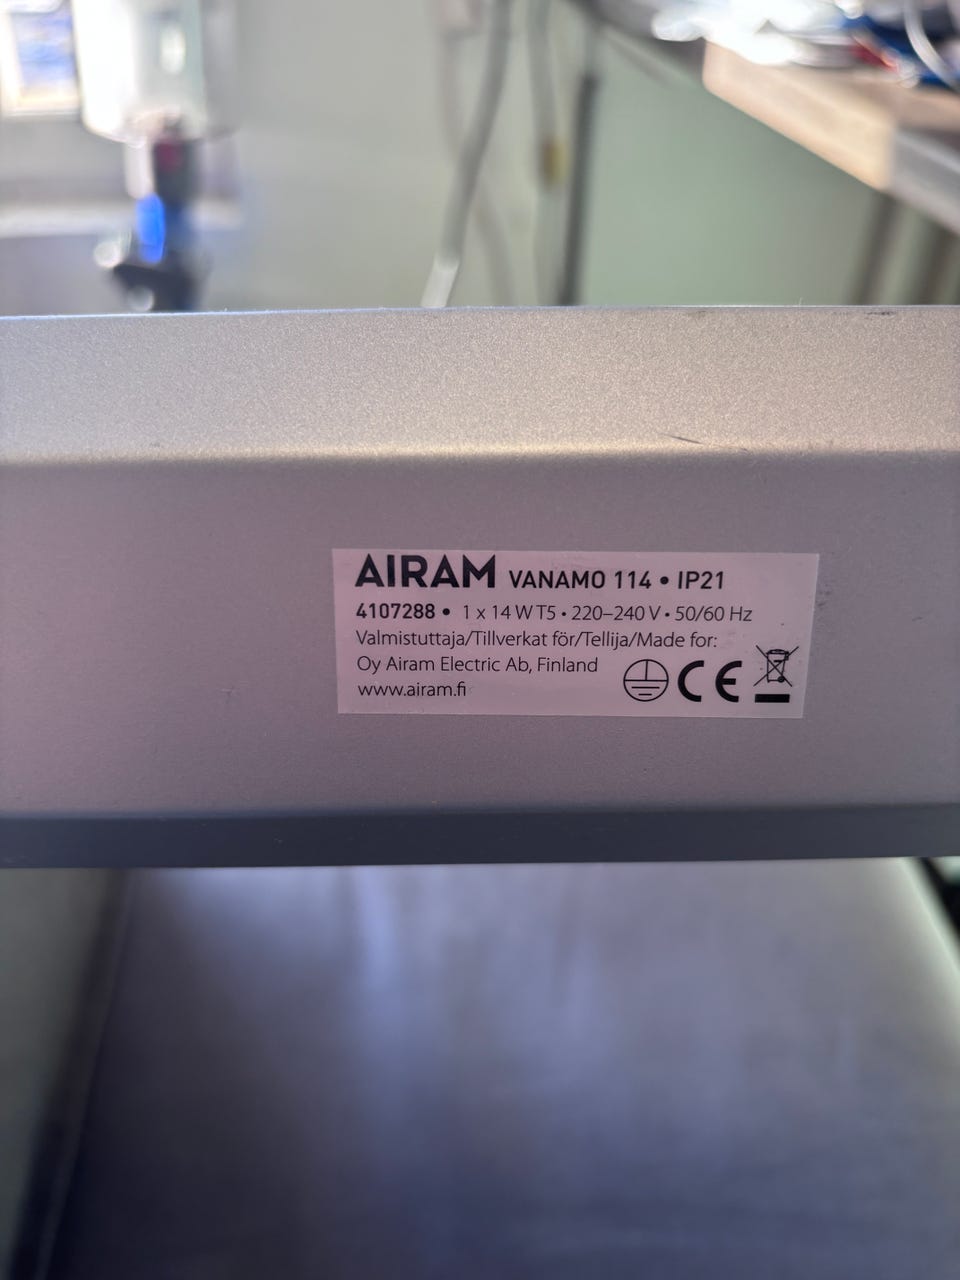 AIRAM VANAMO 114 • IP21
4107288 • 1 x 14 W T5 • 220–240 V • 50/60 Hz
Valmistuttaja/Tillverkat för/Tellija/Made for:
Oy Airam Electric Ab, Finland
www.airam.fi
CE